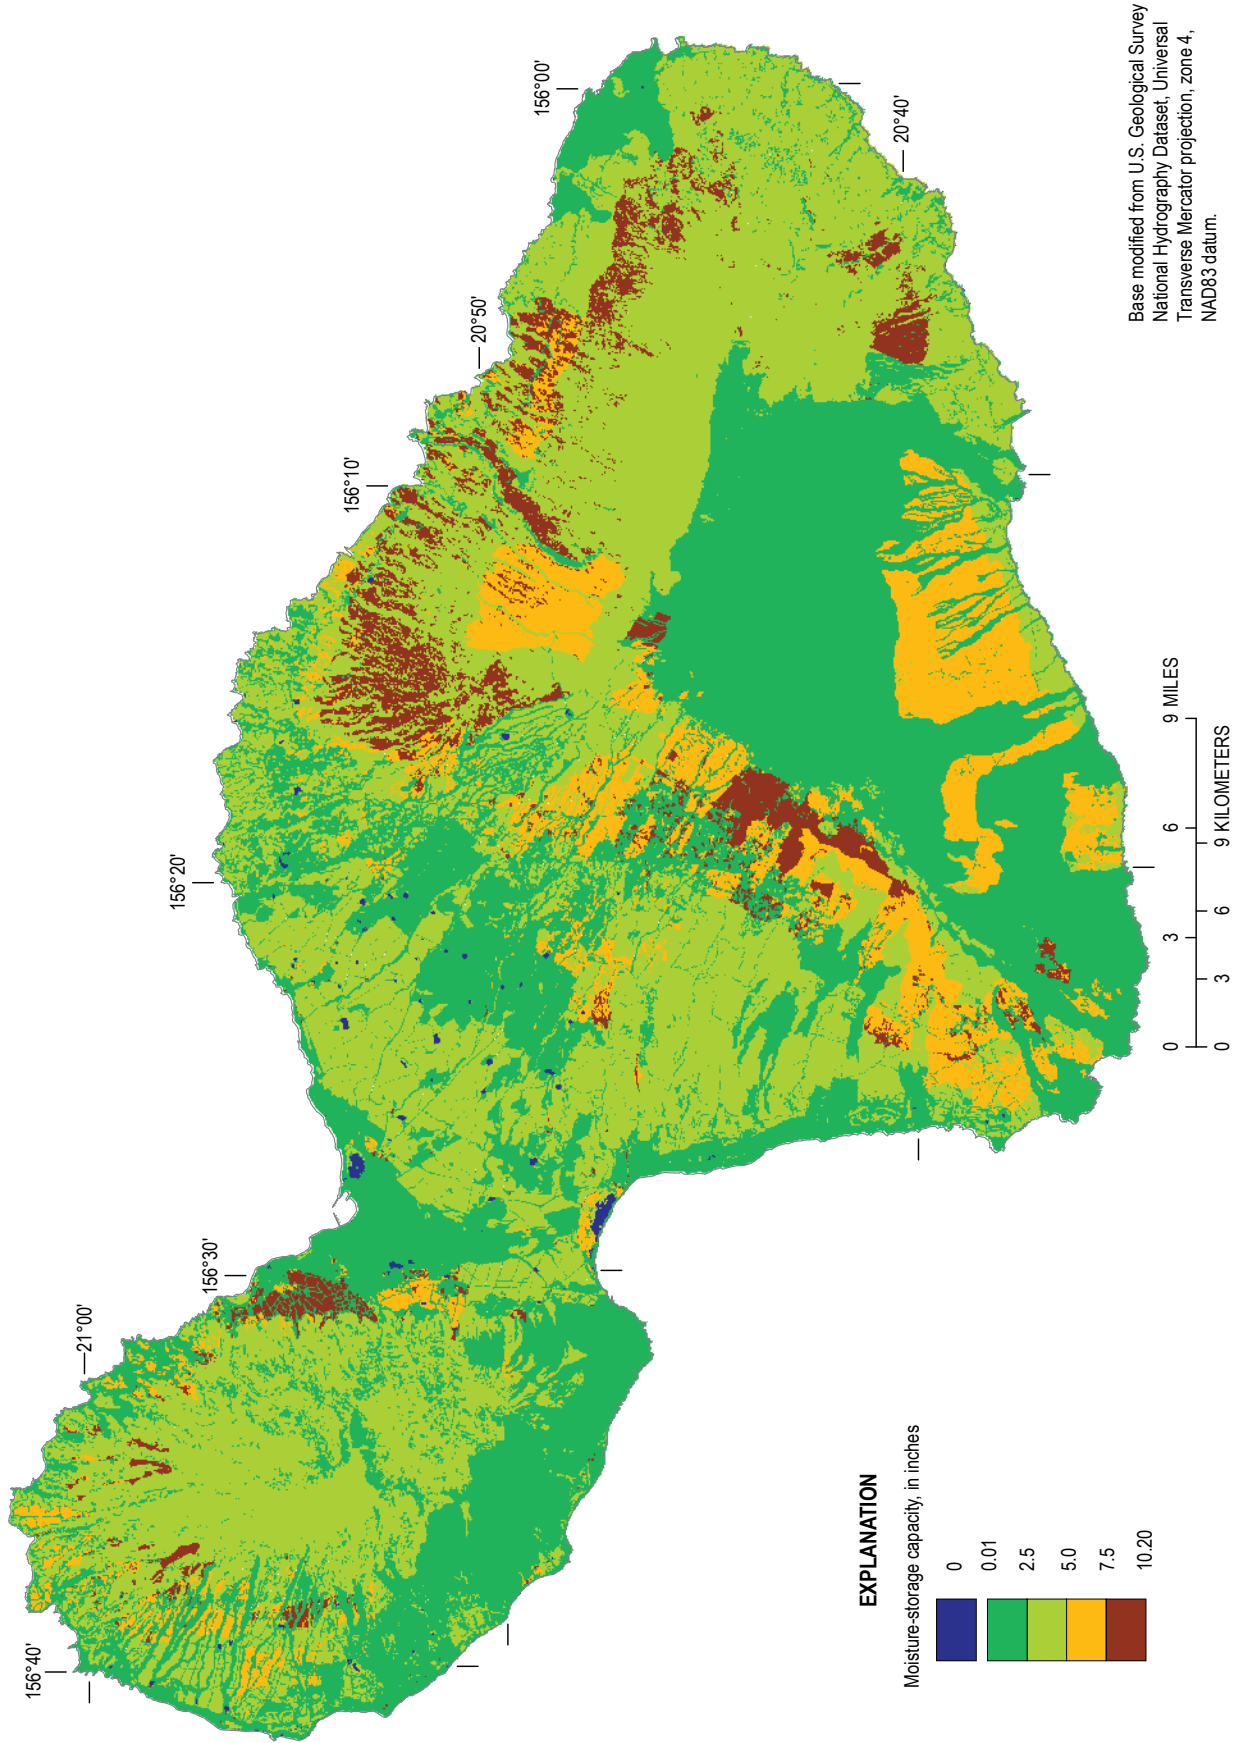 156°00'
20°40'
20°50'
156°10'
156°20'
156°30'
21°00'
156°40'
Base modified from U.S. Geological Survey
National Hydrography Dataset, Universal
Transverse Mercator projection, zone 4,
NAD83 datum.
0 3 6 9 MILES
0 3 6 9 KILOMETERS
EXPLANATION
Moisture-storage capacity, in inches
0
0.01
2.5
5.0
7.5
10.20